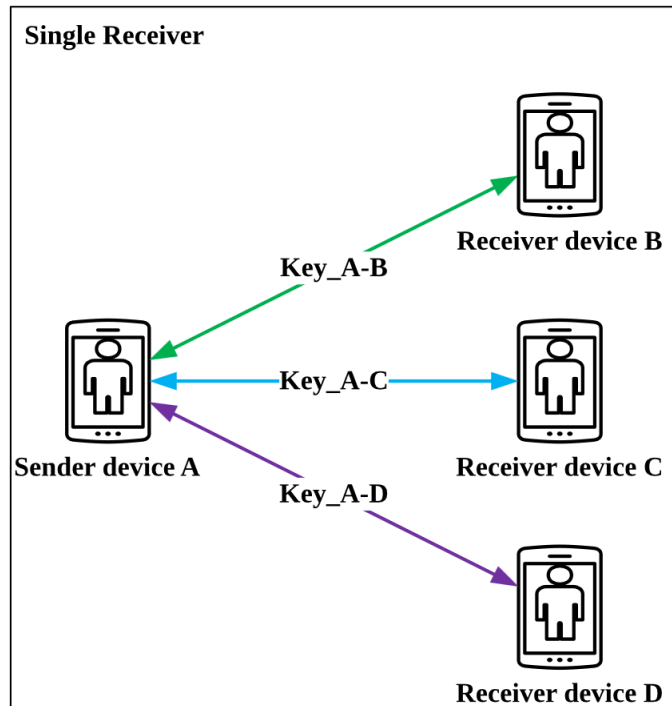 Single Receiver
Receiver device B
Key_A-B
Key_A-C
Sender device A
Receiver device C
Key_A-D
Receiver device D